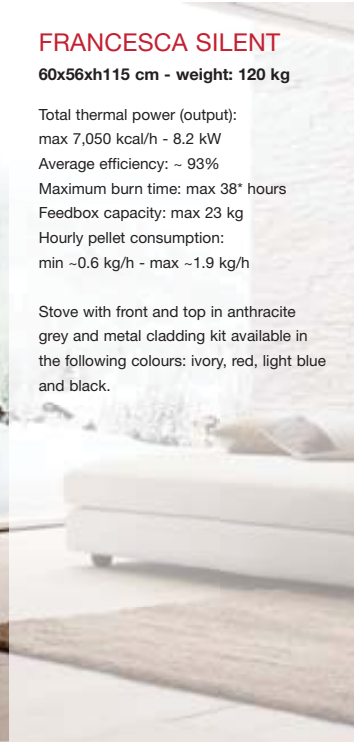 FRANCESCA SILENT
60x56xh115 cm - weight: 120 kg
Total thermal power (output):
max 7,050 kcal/h - 8.2 kW
Average efficiency: ~ 93%
Maximum burn time: max 38* hours
Feedbox capacity: max 23 kg
Hourly pellet consumption:
min ~0.6 kg/h - max ~1.9 kg/h
Stove with front and top in anthracite
grey and metal cladding kit available in
the following colours: ivory, red, light blue
and black.